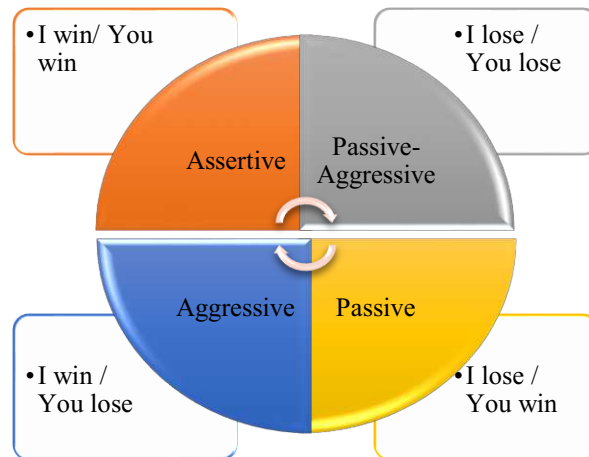 •I win/ You
win
•I lose /
You lose
Assertive
Passive-
Aggressive
Aggressive
Passive
•I win /
You lose
•I lose /
You win